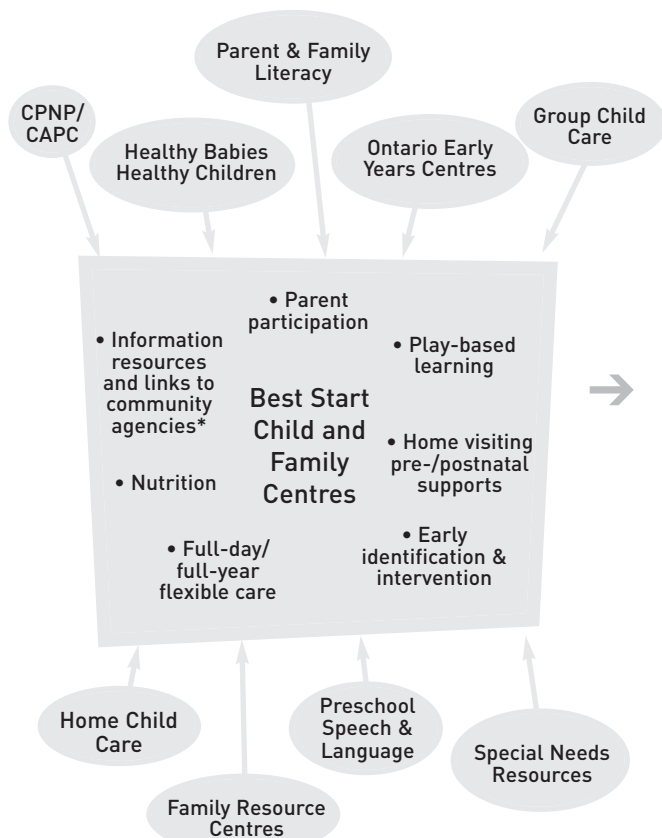 Parent & Family
Literacy
CPNP/
CAPC
Healthy Babies
Healthy Children
Ontario Early
Years Centres
Group Child
Care
• Parent
participation
• Information
resources
and links to
community
agencies*
• Play-based
learning
Best Start
Child and
Family
Centres
• Nutrition
• Home visiting
pre-/postnatal
supports
• Full-day/
full-year
flexible care
• Early
identification &
intervention
Home Child
Care
Family Resource
Centres
Preschool
Speech &
Language
Special Needs
Resources